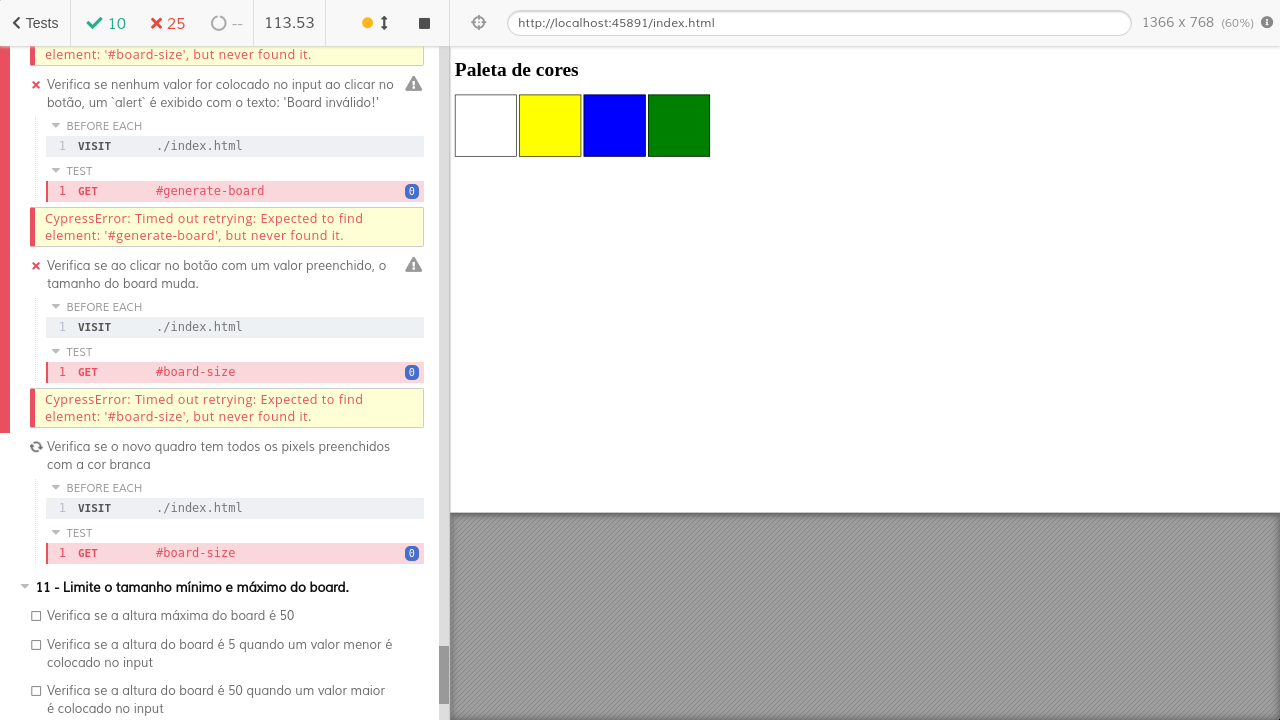 Tests
10
25
--
113.53
http://localhost:45891/index.html
1366 x 768 (60%)
element: '#board-size', but never found it.
Verifica se nenhum valor for colocado no input ao clicar no
botão, um `alert` é exibido com o texto: 'Board inválido!'
BEFORE EACH
1 VISIT ./index.html
TEST
1 GET #generate-board 0
CypressError: Timed out retrying: Expected to find
element: '#generate-board', but never found it.
Verifica se ao clicar no botão com um valor preenchido, o
tamanho do board muda.
BEFORE EACH
1 VISIT ./index.html
TEST
1 GET #board-size 0
CypressError: Timed out retrying: Expected to find
element: '#board-size', but never found it.
Verifica se o novo quadro tem todos os pixels preenchidos
com a cor branca
BEFORE EACH
1 VISIT ./index.html
TEST
1 GET #board-size 0
11 - Limite o tamanho mínimo e máximo do board.
Verifica se a altura máxima do board é 50
Verifica se a altura do board é 5 quando um valor menor é
colocado no input
Verifica se a altura do board é 50 quando um valor maior
é colocado no input
Paleta de cores